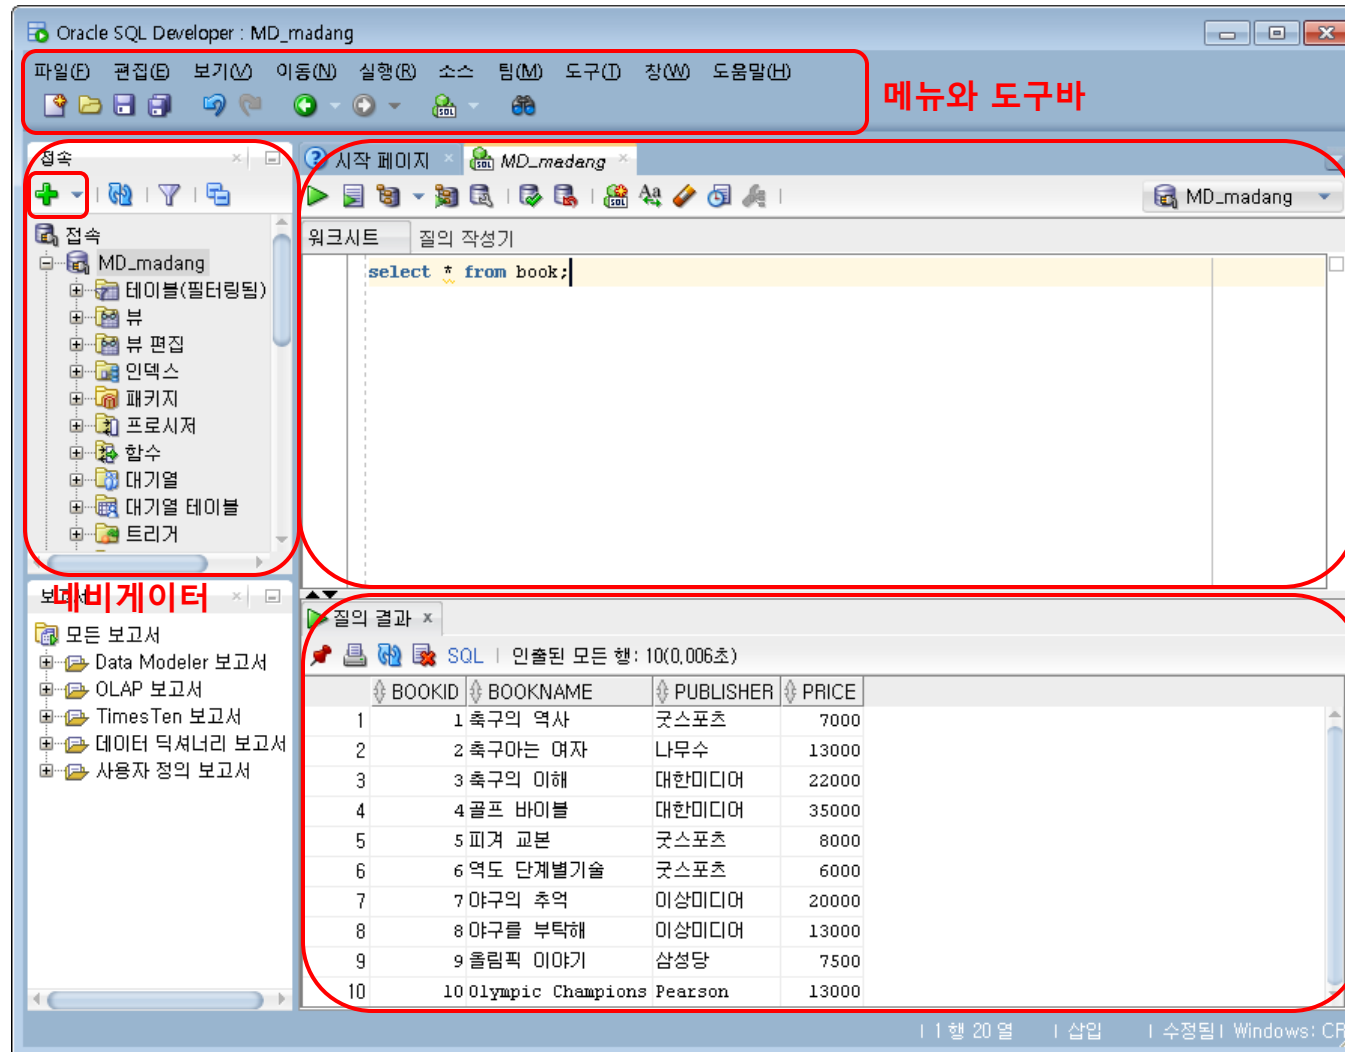 Oracle SQL Developer : MD_madang
파일(F) 편집(E) 보기(V) 이동(N) 실행(R) 소스 팀(M) 도구(T) 창(W) 도움말(H)
메뉴와 도구바
접속
시작 페이지
MD_madang
MD_madang
워크시트
질의 작성기
select * from book;
접속
MD_madang
테이블(필터링됨)
뷰
뷰 편집
인덱스
패키지
프로시저
함수
대기열
대기열 테이블
트리거
네비게이터
모든 보고서
Data Modeler 보고서
OLAP 보고서
TimesTen 보고서
데이터 딕셔너리 보고서
사용자 정의 보고서
질의 결과
SQL | 인출된 모든 행: 10(0,006초)
BOOKID BOOKNAME PUBLISHER PRICE
1 1 축구의 역사 굿스포츠 7000
2 2 축구아는 여자 나무수 13000
3 3 축구의 이해 대한미디어 22000
4 4 골프 바이블 대한미디어 35000
5 5 피겨 교본 굿스포츠 8000
6 6 역도 단계별기술 굿스포츠 6000
7 7 야구의 추억 이상미디어 20000
8 8 야구를 부탁해 이상미디어 13000
9 9 올림픽 이야기 삼성당 7500
10 10 Olympic Champions Pearson 13000
| 1 행 20 열 | 삽입 | 수정됨 | Windows: CR